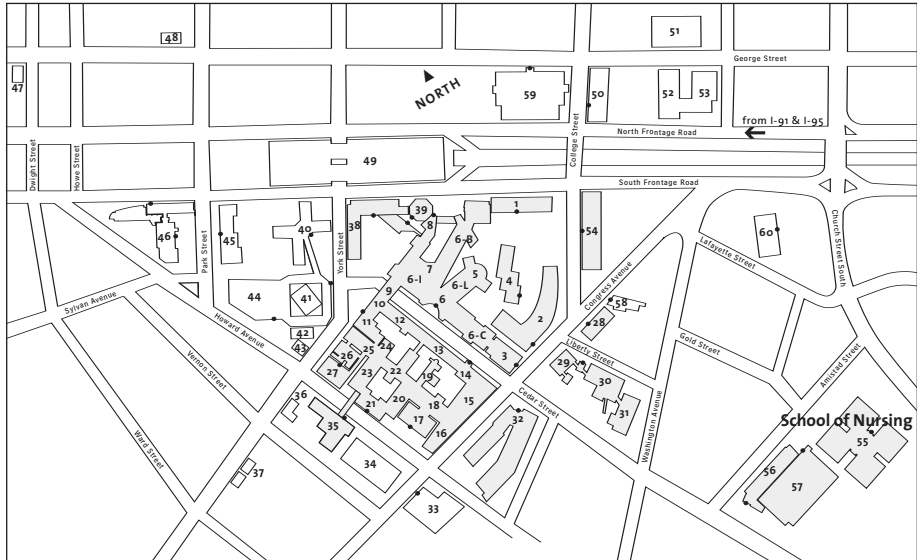 48
51
George Street
47
NORTH
59
50
52
53
from I-91 & I-95
North Frontage Road
College Street
49
Dwight Street
Howe Street
South Frontage Road
1
39
38
8
40
6-B
54
60
46
45
Park Street
York Street
7
5
4
Church Street South
Lafayette Street
6-I
6-L
Congress Avenue
9
44
41
10
6
58
Sylvan Avenue
2
28
Howard Avenue
11
12
6-C
42
43
24
25
13
3
Liberty Street
Gold Street
26
27
23
22
19
14
29
30
Amistad Street
Vernon Street
36
21
20
18
15
Cedar Street
31
35
17
16
32
Washington Avenue
School of Nursing
Ward Street
55
34
37
56
57
33